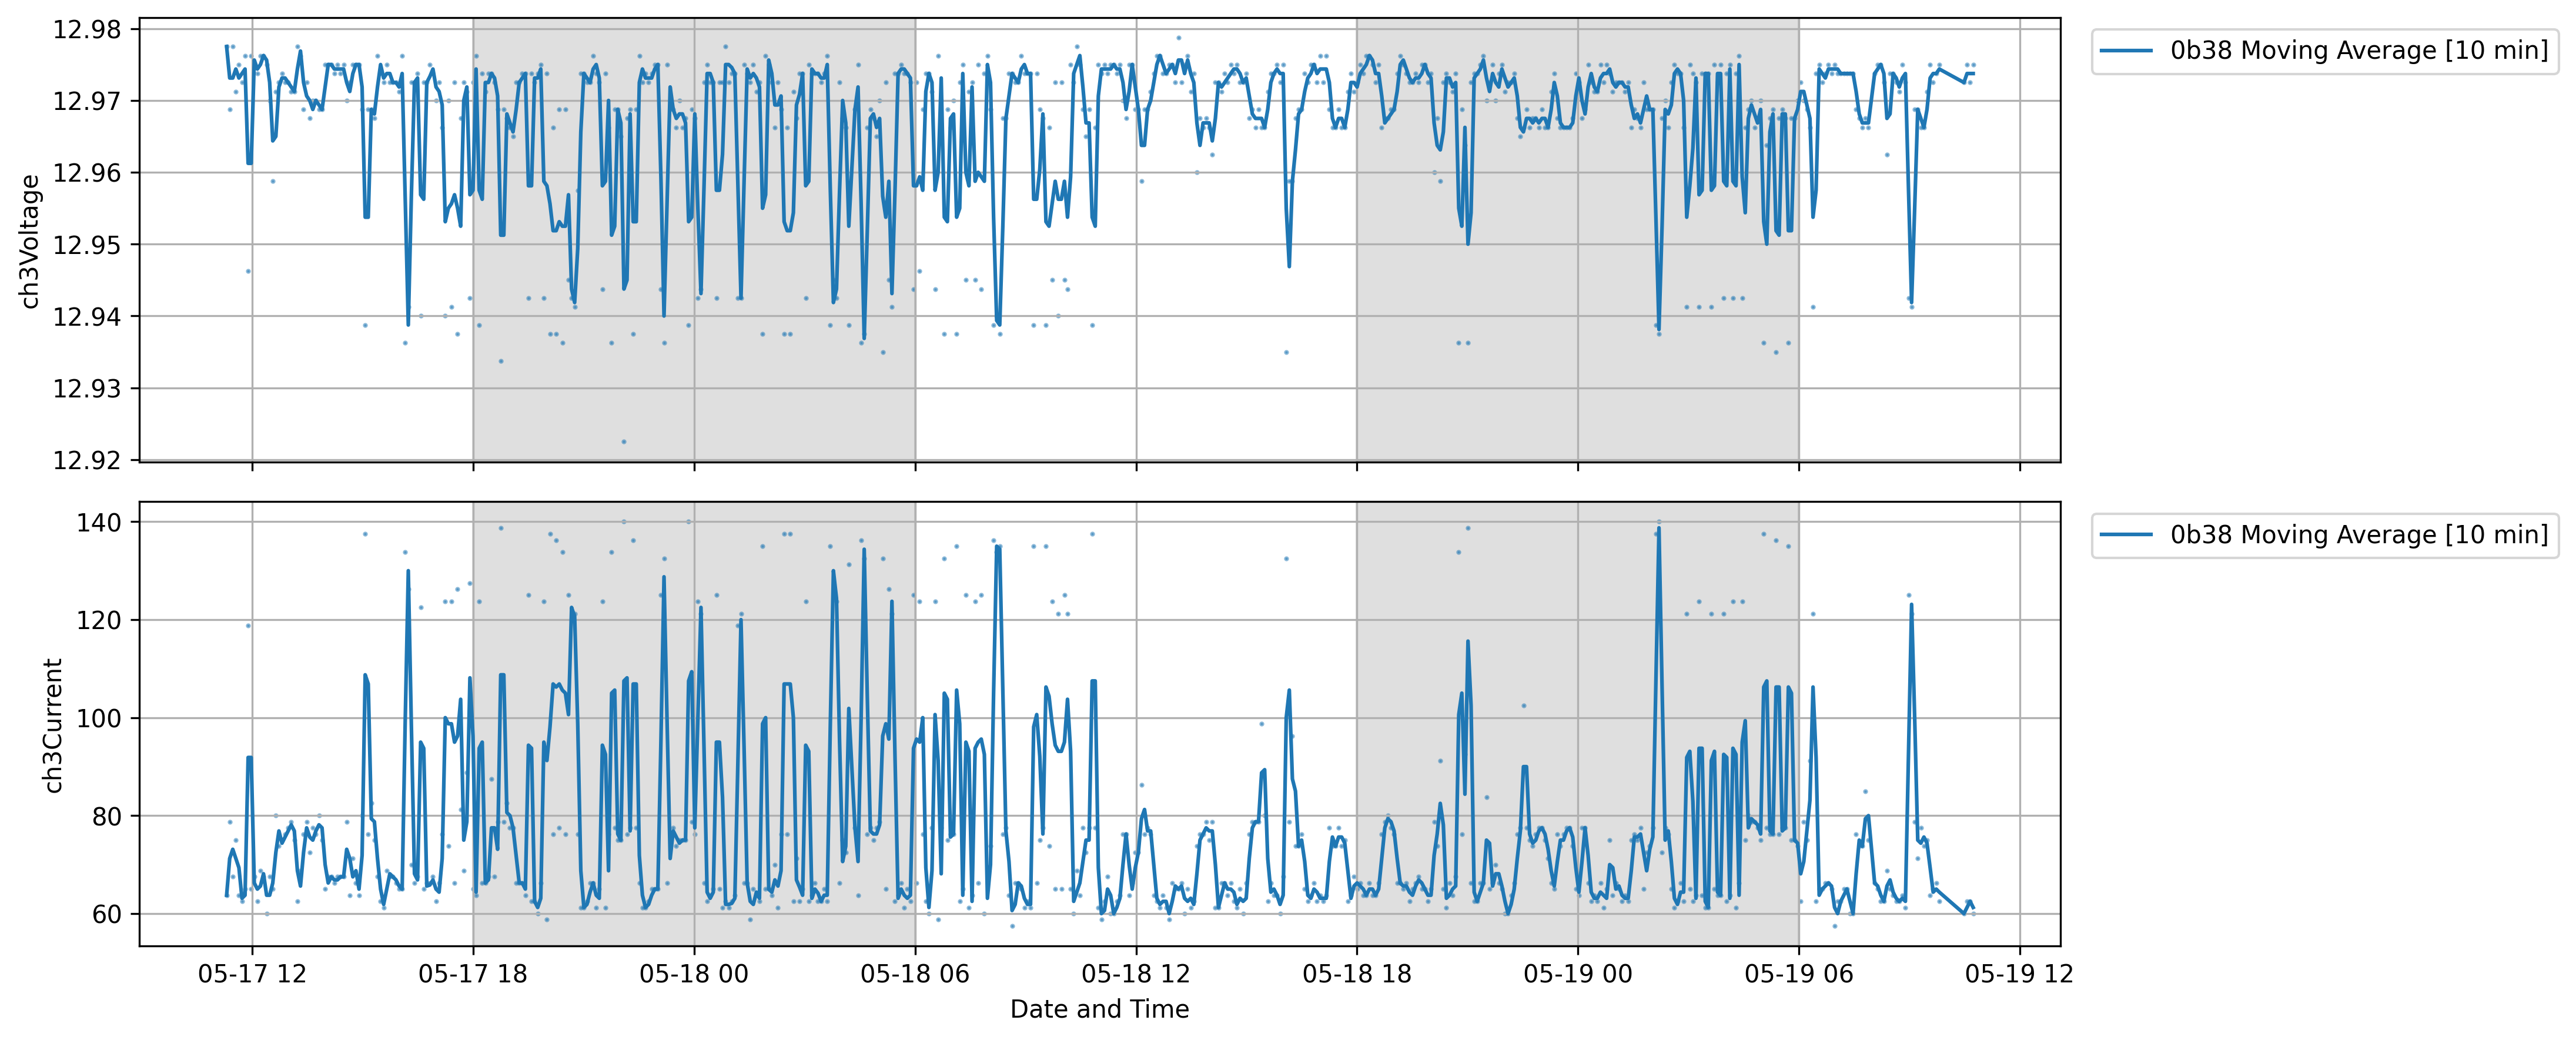 12.98
12.97
12.96
12.95
12.94
12.93
12.92
ch3Voltage
0b38 Moving Average [10 min]
140
120
100
80
60
ch3Current
0b38 Moving Average [10 min]
05-17 12 05-17 18 05-18 00 05-18 06 05-18 12 05-18 18 05-19 00 05-19 06 05-19 12
Date and Time